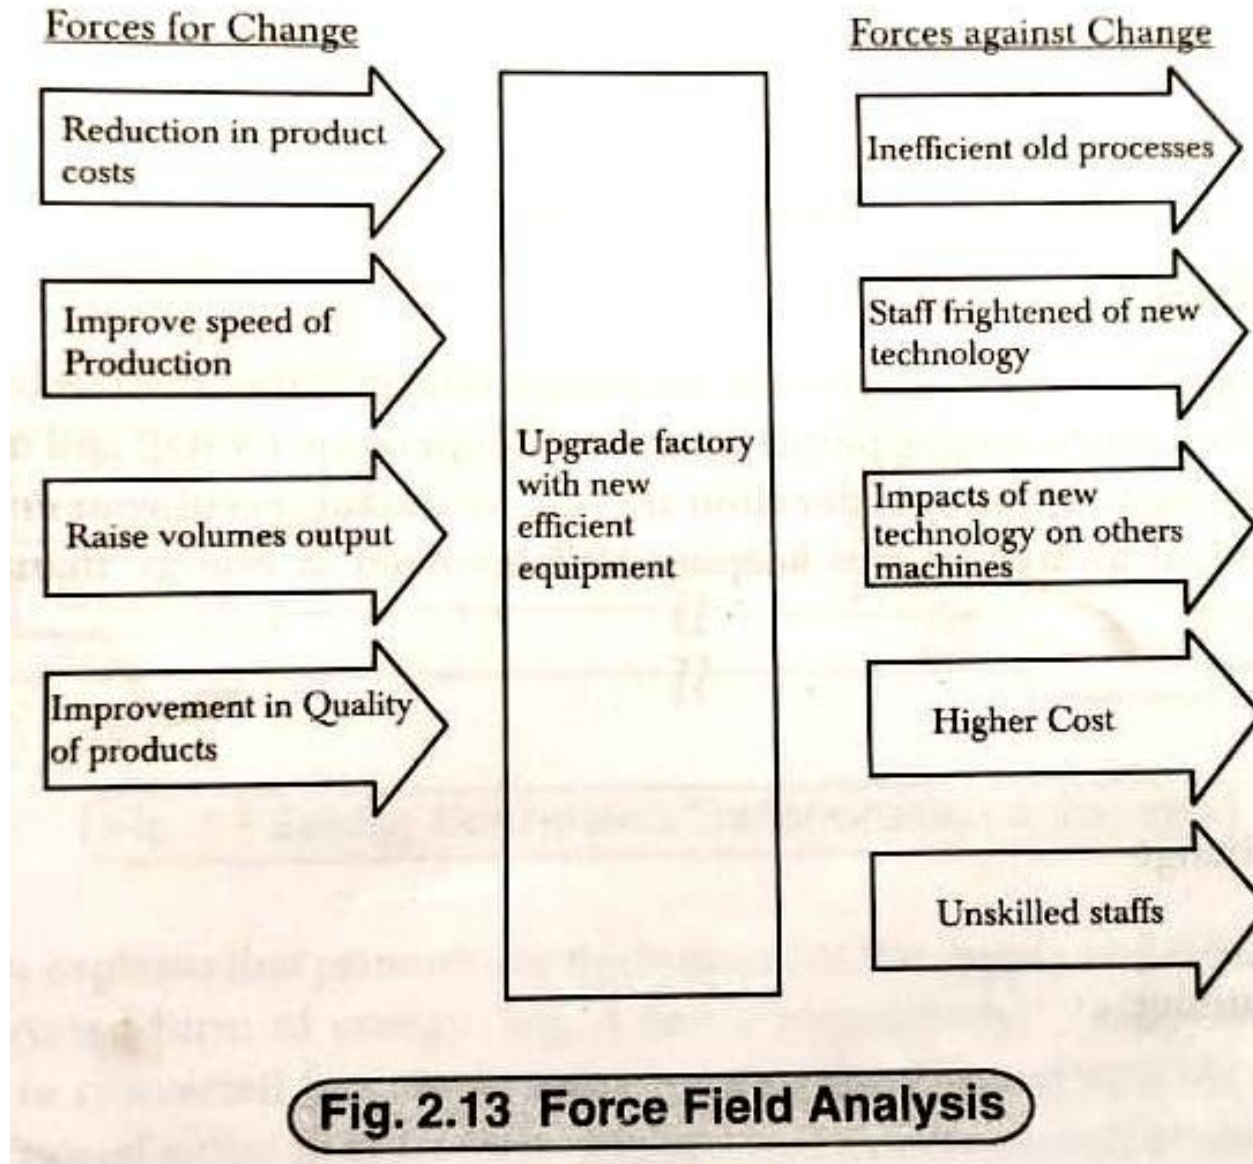 Forces for Change
Reduction in product
costs
Improve speed of
Production
Raise volumes output
Improvement in Quality
of products
Upgrade factory
with new
efficient
equipment
Forces against Change
Inefficient old processes
Staff frightened of new
technology
Impacts of new
technology on others
machines
Higher Cost
Unskilled staffs
Fig. 2.13 Force Field Analysis